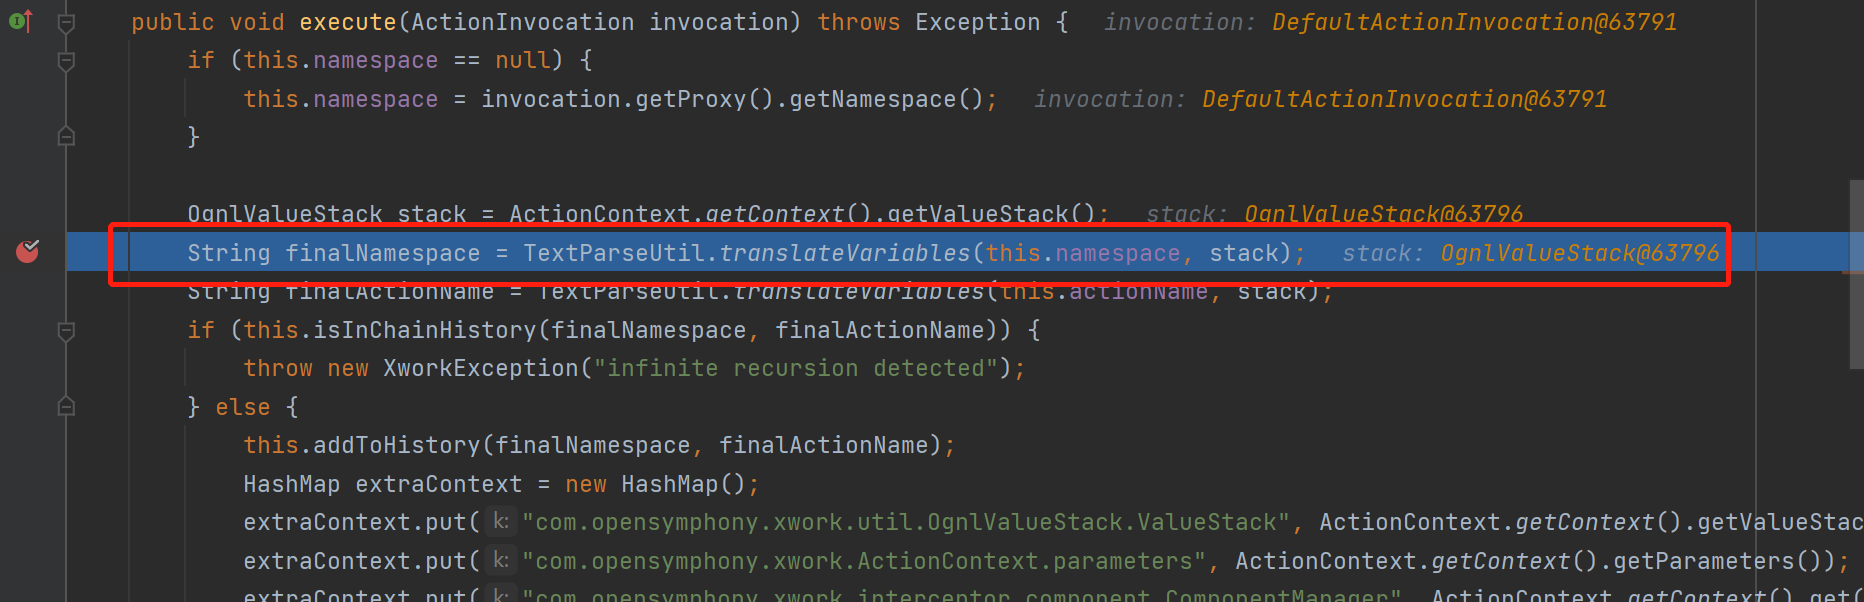 public void execute(ActionInvocation invocation) throws Exception { invocation: DefaultActionInvocation@63791
if (this.namespace == null) {
this.namespace = invocation.getProxy().getNamespace(); invocation: DefaultActionInvocation@63791
}
OgnlValueStack stack = ActionContext.getContext().getValueStack(); stack: OgnlValueStack@63796
String finalNamespace = TextParseUtil.translateVariables(this.namespace, stack); stack: OgnlValueStack@63796
String finalActionName = TextParseUtil.translateVariables(this.actionName, stack);
if (this.isInChainHistory(finalNamespace, finalActionName)) {
throw new XworkException("infinite recursion detected");
} else {
this.addToHistory(finalNamespace, finalActionName);
HashMap extraContext = new HashMap();
extraContext.put( k: "com.opensymphony.xwork.util.OgnlValueStack.ValueStack", ActionContext.getContext().getValueStac
extraContext.put( k: "com.opensymphony.xwork.ActionContext.parameters", ActionContext.getContext().getParameters());
extraContext.put( k: "com.opensymphony.xwork.interceptor.component.ComponentManager", ActionContext.getContext().get(